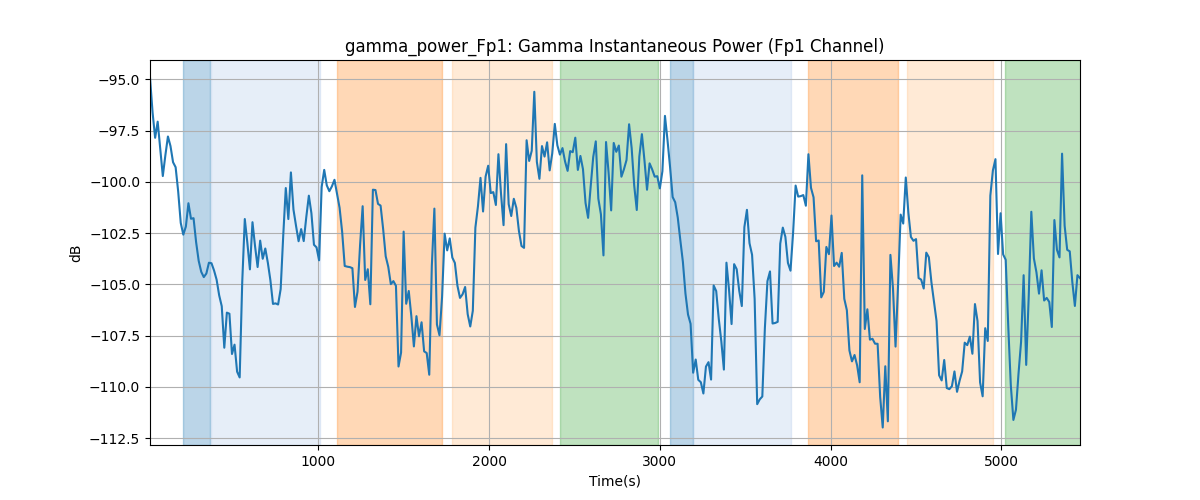 gamma_power_Fp1: Gamma Instantaneous Power (Fp1 Channel)
−95.0
−97.5
−100.0
−102.5
−105.0
−107.5
−110.0
−112.5
dB
1000 2000 3000 4000 5000
Time(s)